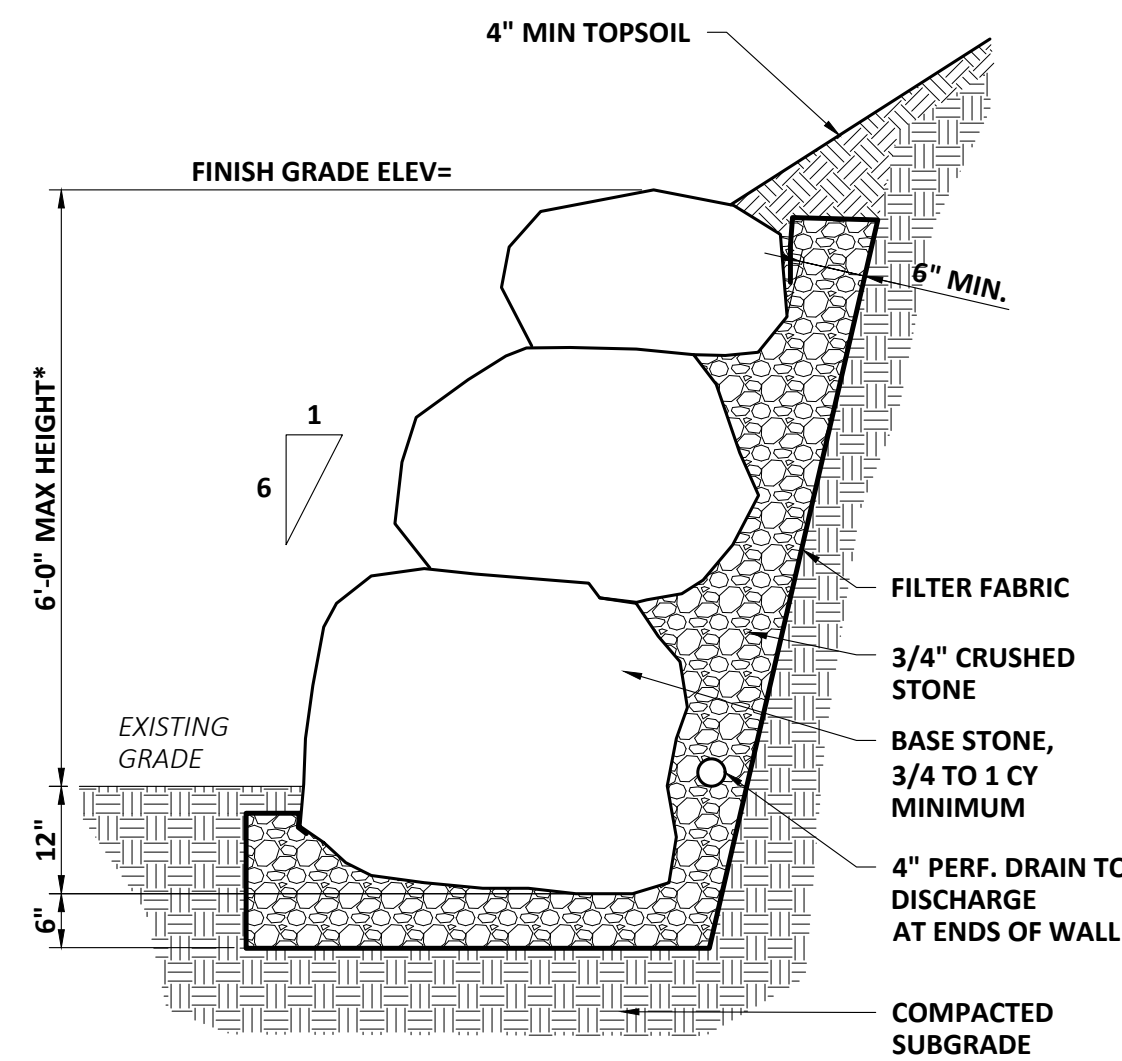 4" MIN TOPSOIL
FINISH GRADE ELEV=
6" MIN.
6'-0" MAX HEIGHT*
1
6
FILTER FABRIC
3/4" CRUSHED
STONE
EXISTING
GRADE
BASE STONE,
3/4 TO 1 CY
MINIMUM
12"
4" PERF. DRAIN TO
DISCHARGE
AT ENDS OF WALL
6"
COMPACTED
SUBGRADE